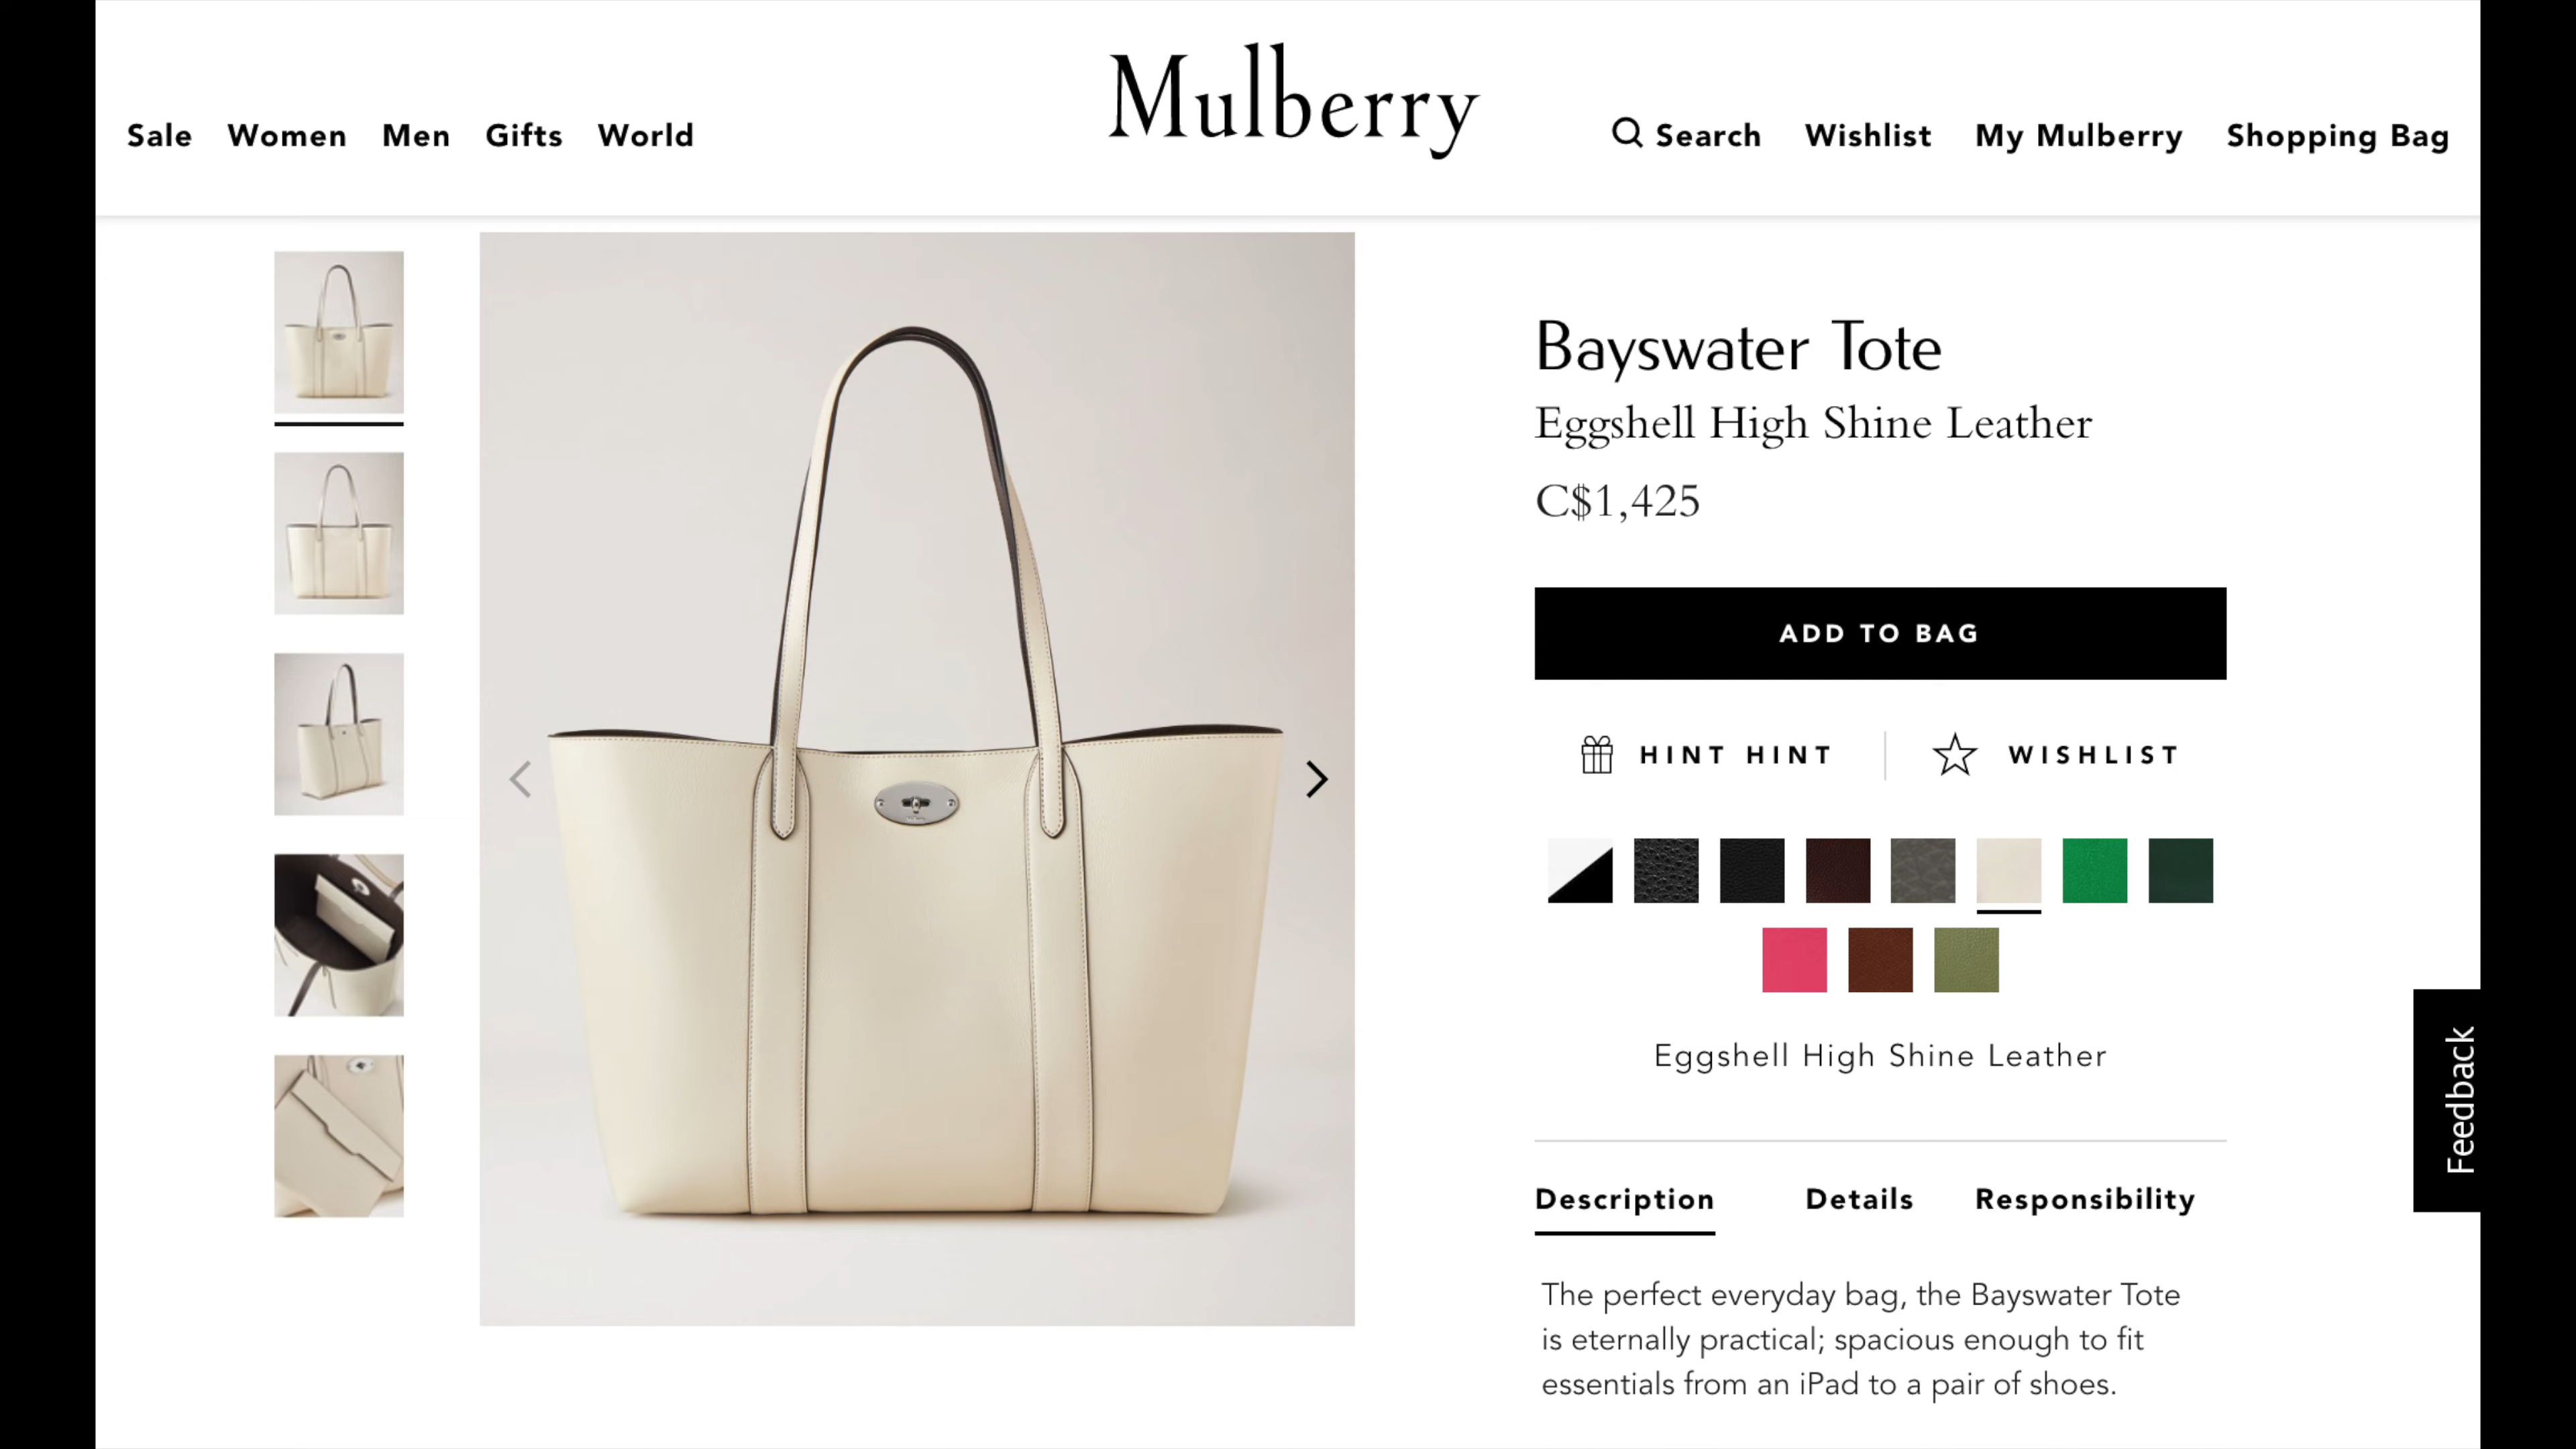 Mulberry
Sale Women Men Gifts World
Search Wishlist My Mulberry Shopping Bag
Bayswater Tote
Eggshell High Shine Leather
C$1,425
ADD TO BAG
HINT HINT
WISHLIST
Eggshell High Shine Leather
Description Details Responsibility
The perfect everyday bag, the Bayswater Tote
is eternally practical; spacious enough to fit
essentials from an iPad to a pair of shoes.
Feedback